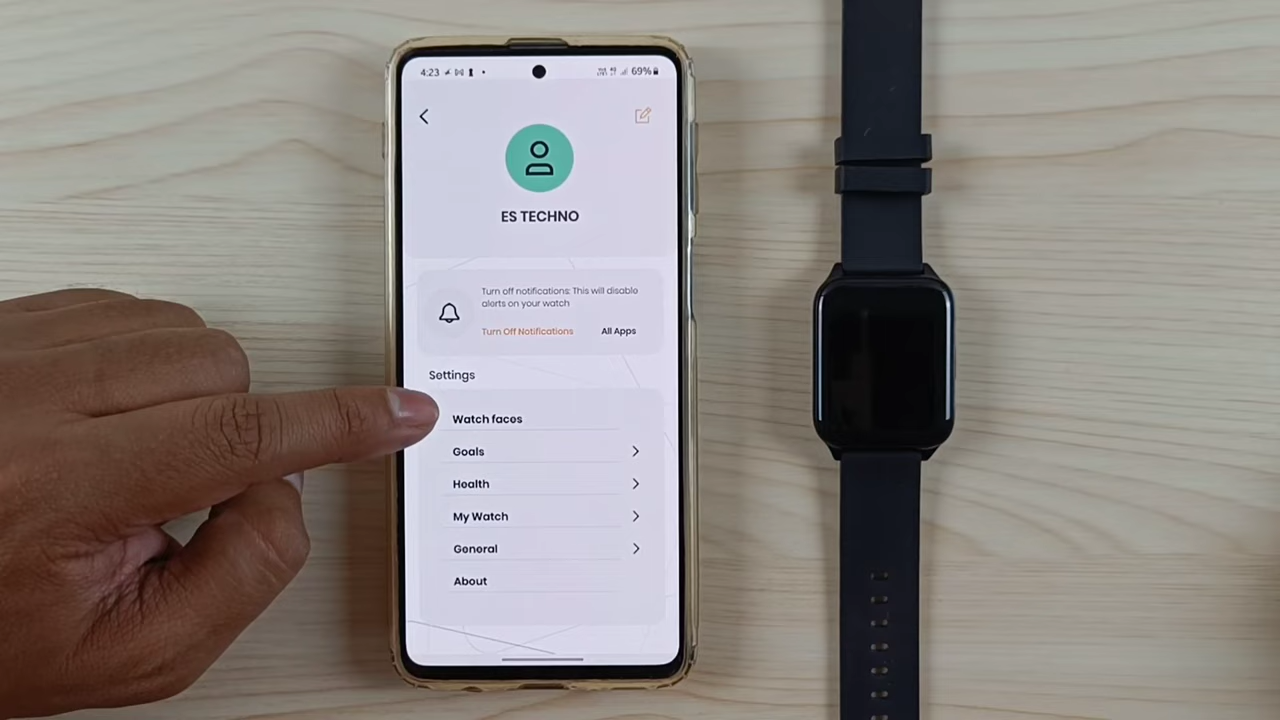 4:23
69%
ES TECHNO
Turn off notifications: This will disable
alerts on your watch
Turn Off Notifications
All Apps
Settings
Watch faces
Goals
Health
My Watch
General
About